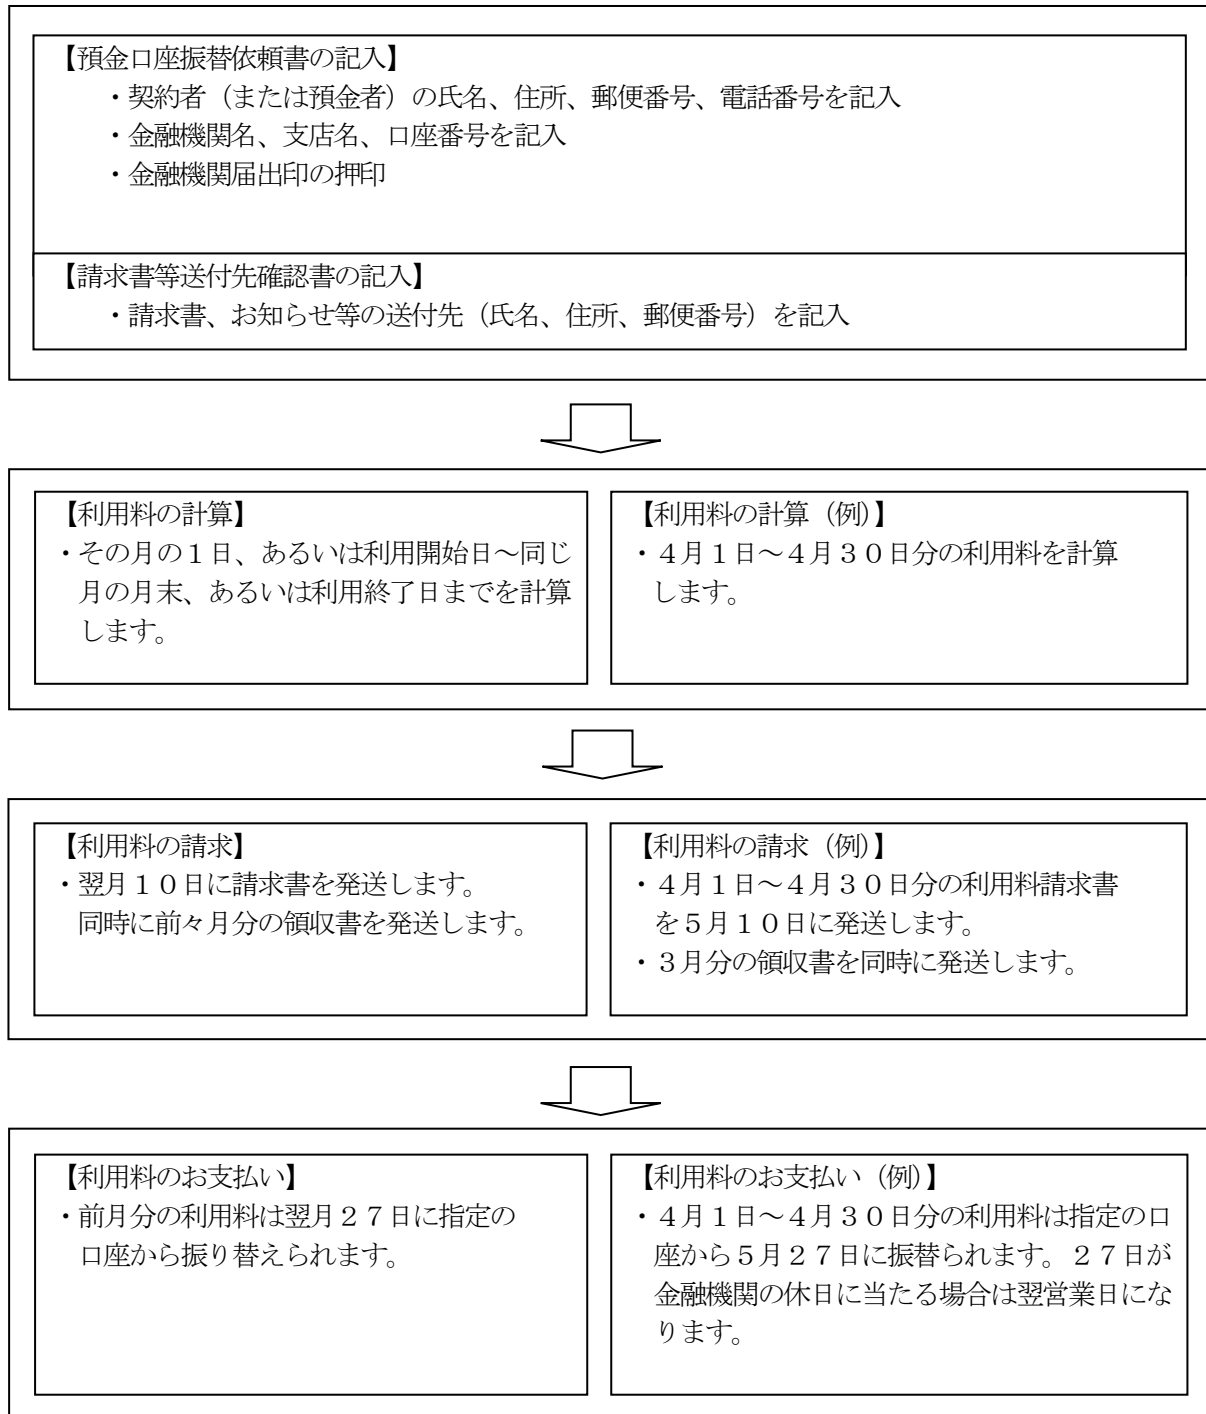 【預金口座振替依頼書の記入】
・契約者（または預金者）の氏名、住所、郵便番号、電話番号を記入
・金融機関名、支店名、口座番号を記入
・金融機関届出印の押印
【請求書等送付先確認書の記入】
・請求書、お知らせ等の送付先（氏名、住所、郵便番号）を記入
【利用料の計算】
・その月の１日、あるいは利用開始日～同じ
月の月末、あるいは利用終了日までを計算
します。
【利用料の計算（例）】
・４月１日～４月３０日分の利用料を計算
します。
【利用料の請求】
・翌月１０日に請求書を発送します。
同時に前々月分の領収書を発送します。
【利用料の請求（例）】
・４月１日～４月３０日分の利用料請求書
を５月１０日に発送します。
・３月分の領収書を同時に発送します。
【利用料のお支払い】
・前月分の利用料は翌月２７日に指定の
口座から振り替えられます。
【利用料のお支払い（例）】
・４月１日～４月３０日分の利用料は指定の口
座から５月２７日に振替られます。２７日が
金融機関の休日に当たる場合は翌営業日にな
ります。